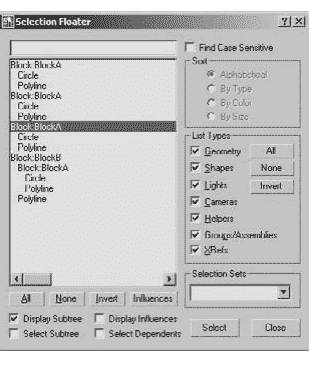 Selection Floater
Find Case Sensitive
Block:BlockA
Circle
Polyline
Block:BlockA
Circle
Polyline
Block:BlockA
Circle
Polyline
Block:BlockB
Block:BlockA
Circle
Polyline
Polyline
Sort
Alphabetical
By Type
By Color
By Size
List Types
Geometry
All
Shapes
None
Lights
Invert
Cameras
Helpers
Groups/Assemblies
XRefs
Selection Sets
All None Invert Influences
Display Subtree Display Influences
Select Subtree Select Dependents
Select Close